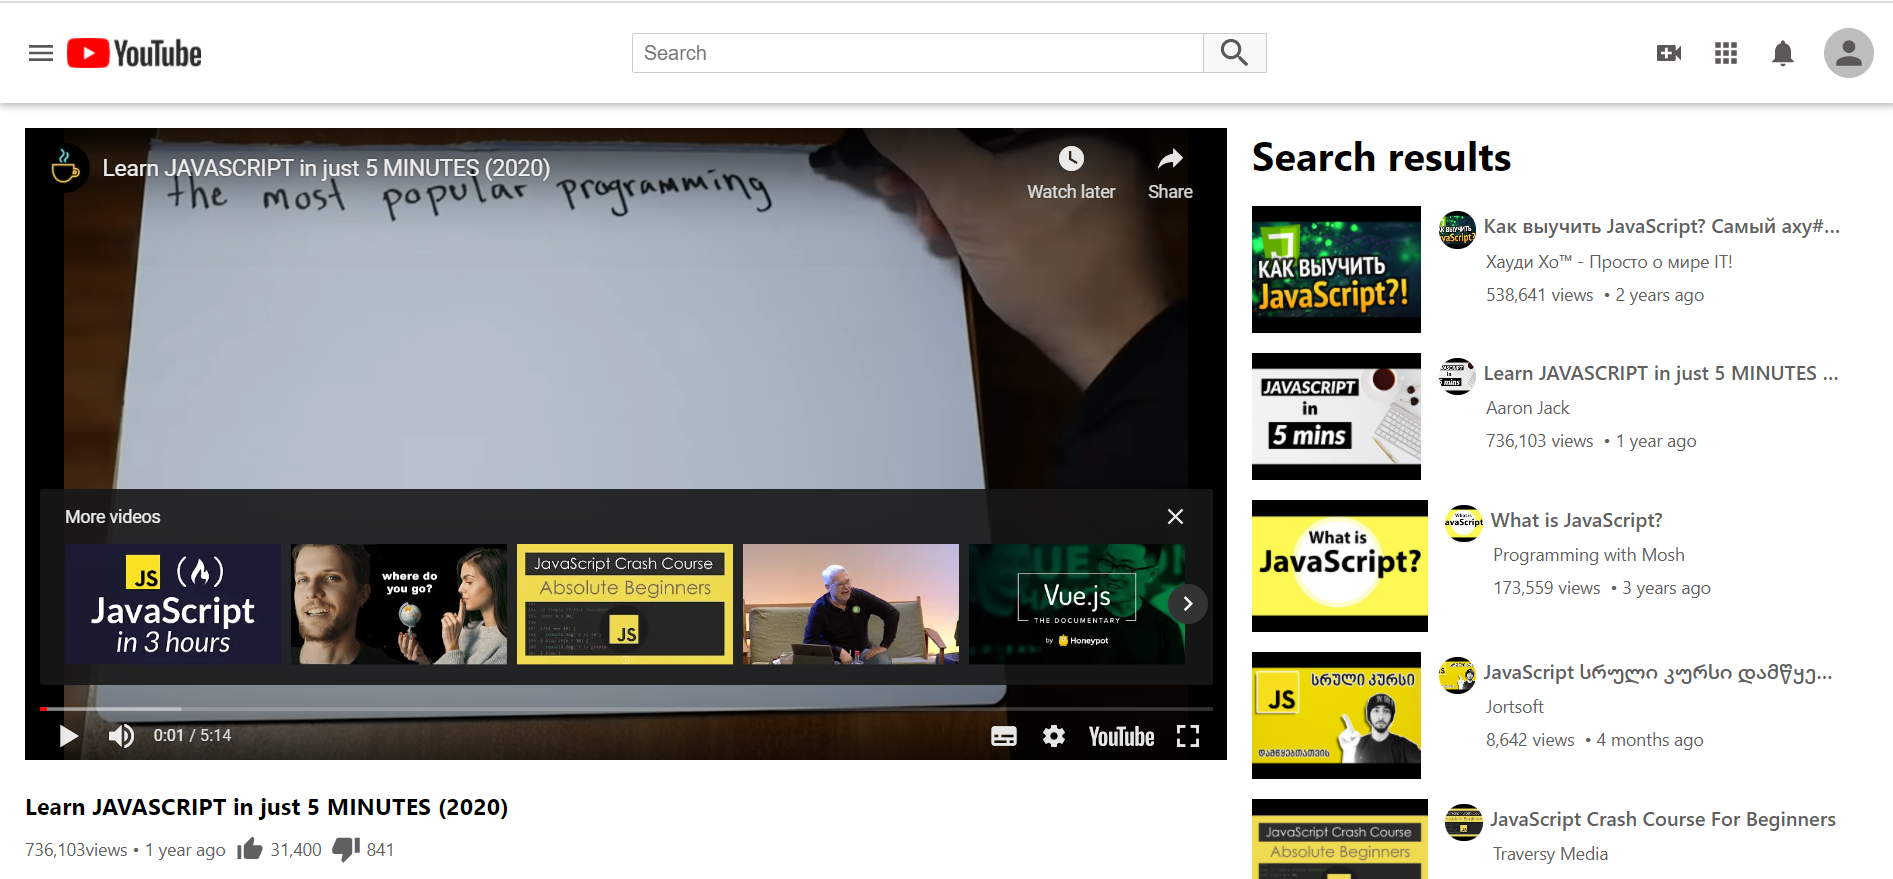 YouTube
Search
Learn JAVASCRIPT in just 5 MINUTES (2020)
Watch later
Share
the most popular programming
More videos
JS
JavaScript
in 3 hours
where do
you go?
JavaScript Crash Course
Absolute Beginners
JS
Vue.js
THE DOCUMENTARY
by Honeypot
0:01 / 5:14
YouTube
Learn JAVASCRIPT in just 5 MINUTES (2020)
736,103views • 1 year ago 31,400 841
Search results
КАК ВЫУЧИТЬ
JavaScript?!
Как выучить JavaScript? Самый аху#...
Хауди Хо™ - Просто о мире IT!
538,641 views • 2 years ago
JAVASCRIPT
in
5 mins
Learn JAVASCRIPT in just 5 MINUTES ...
Aaron Jack
736,103 views • 1 year ago
What is
JavaScript?
What is JavaScript?
Programming with Mosh
173,559 views • 3 years ago
JS
ᲡᲠᲣᲚᲘ ᲙᲣᲠᲡᲘ
ᲓᲐᲛᲬᲧᲔᲑᲗᲐᲗᲕᲘᲡ
JavaScript სრული კურსი დამწყე...
Jortsoft
8,642 views • 4 months ago
JavaScript Crash Course
Absolute Beginners
JavaScript Crash Course For Beginners
Traversy Media